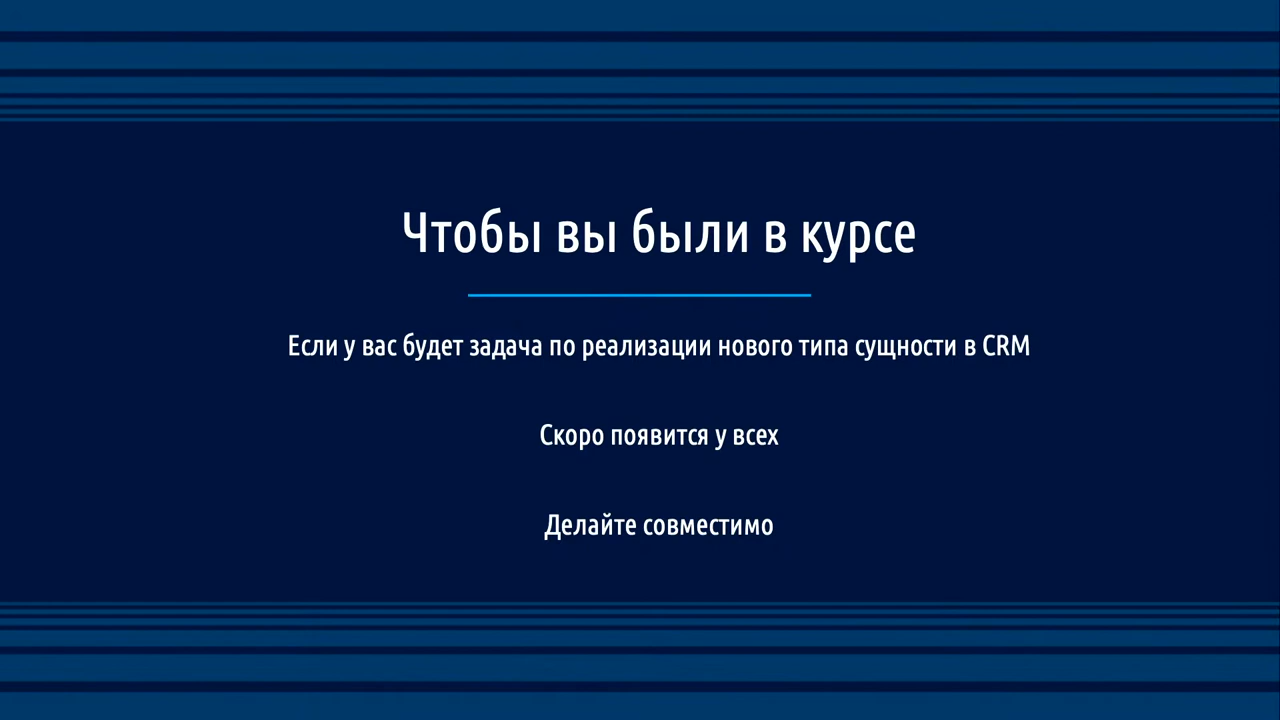 Чтобы вы были в курсе
Если у вас будет задача по реализации нового типа сущности в CRM
Скоро появится у всех
Делайте совместимо